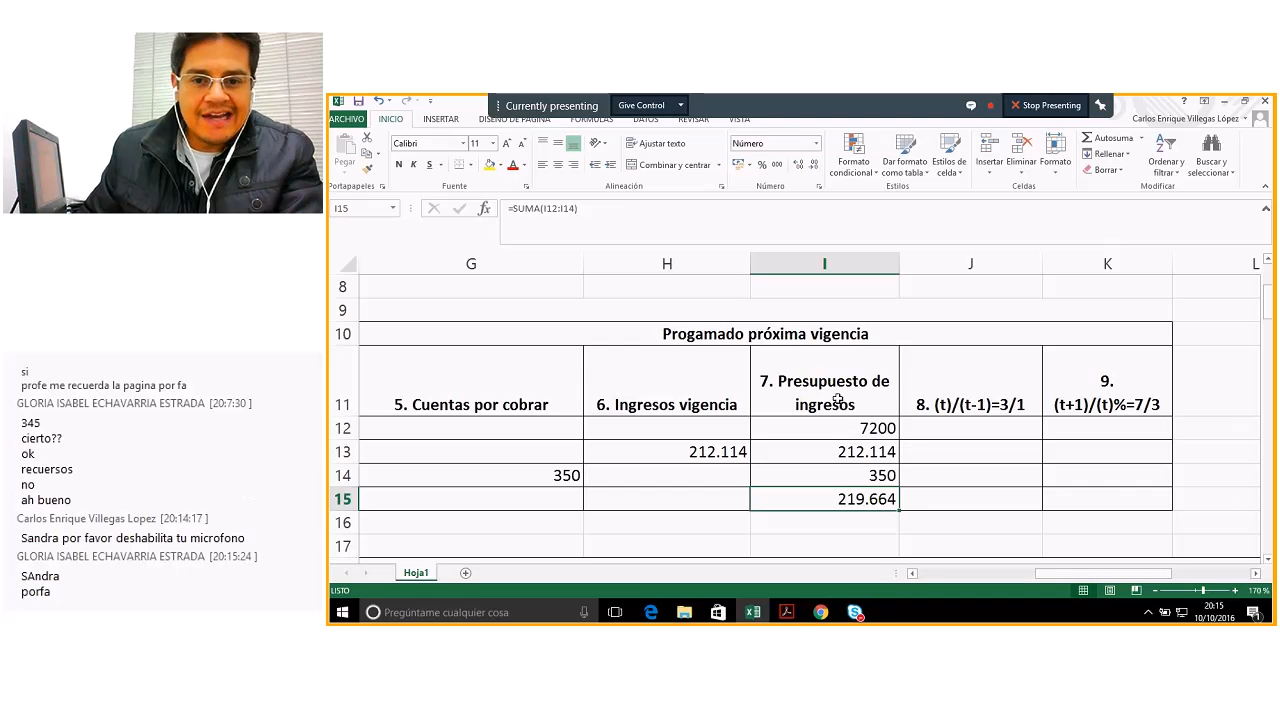 Currently presenting
Give Control
Stop Presenting
ARCHIVO
INICIO
INSERTAR
DISEÑO DE PÁGINA
FÓRMULAS
DATOS
REVISAR
VISTA
Carlos Enrique Villegas López
Pegar
Calibri
11
N
K
S
Ajustar texto
Combinar y centrar
Número
Formato condicional
Dar formato como tabla
Estilos de celda
Insertar
Eliminar
Formato
Autosuma
Rellenar
Borrar
Ordenar y filtrar
Buscar y seleccionar
Portapapeles
Fuente
Alineación
Número
Estilos
Celdas
Modificar
I15
=SUMA(I12:I14)
G H I J K L
8
9
10 Progamado próxima vigencia
7. Presupuesto de 9.
11 5. Cuentas por cobrar 6. Ingresos vigencia ingresos 8. (t)/(t-1)=3/1 (t+1)/(t)%=7/3
12 7200
13 212.114 212.114
14 350 350
15 219.664
16
17
Hoja1
LISTO
170 %
Pregúntame cualquier cosa
20:15
10/10/2016
si
profe me recuerda la pagina por fa
GLORIA ISABEL ECHAVARRIA ESTRADA [20:7:30 ]
345
cierto??
ok
recuersos
no
ah bueno
Carlos Enrique Villegas Lopez [20:14:17 ]
Sandra por favor deshabilita tu microfono
GLORIA ISABEL ECHAVARRIA ESTRADA [20:15:24 ]
SAndra
porfa